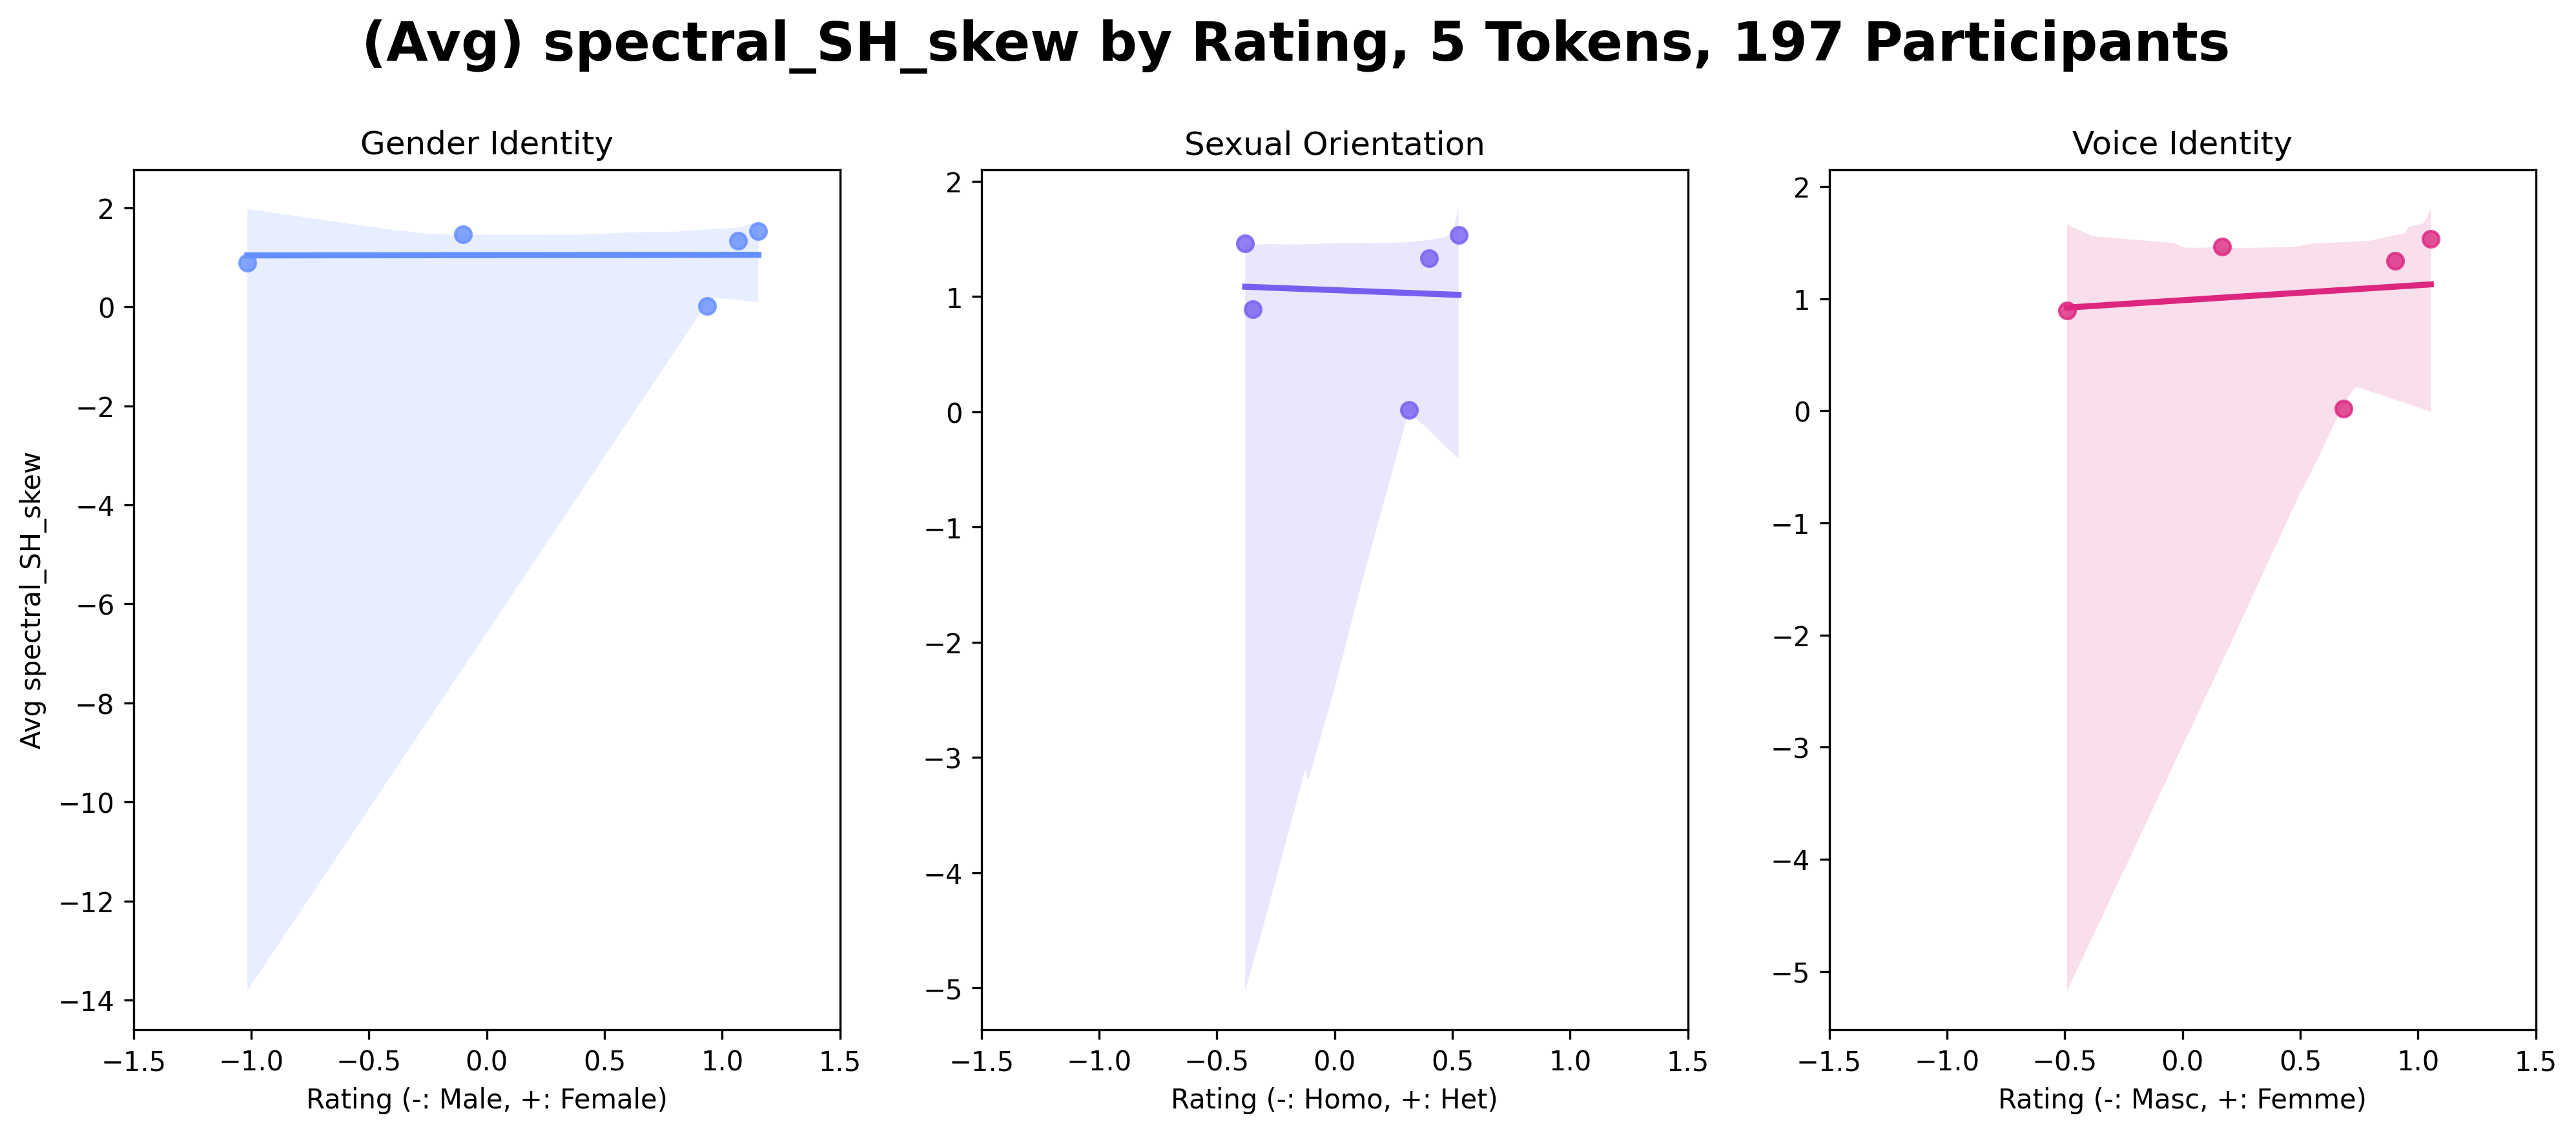 (Avg) spectral_SH_skew by Rating, 5 Tokens, 197 Participants
Gender Identity
Sexual Orientation
Voice Identity
Avg spectral_SH_skew
2
0
−2
−4
−6
−8
−10
−12
−14
−1.5 −1.0 −0.5 0.0 0.5 1.0 1.5
Rating (-: Male, +: Female)
2
1
0
−1
−2
−3
−4
−5
−1.5 −1.0 −0.5 0.0 0.5 1.0 1.5
Rating (-: Homo, +: Het)
2
1
0
−1
−2
−3
−4
−5
−1.5 −1.0 −0.5 0.0 0.5 1.0 1.5
Rating (-: Masc, +: Femme)